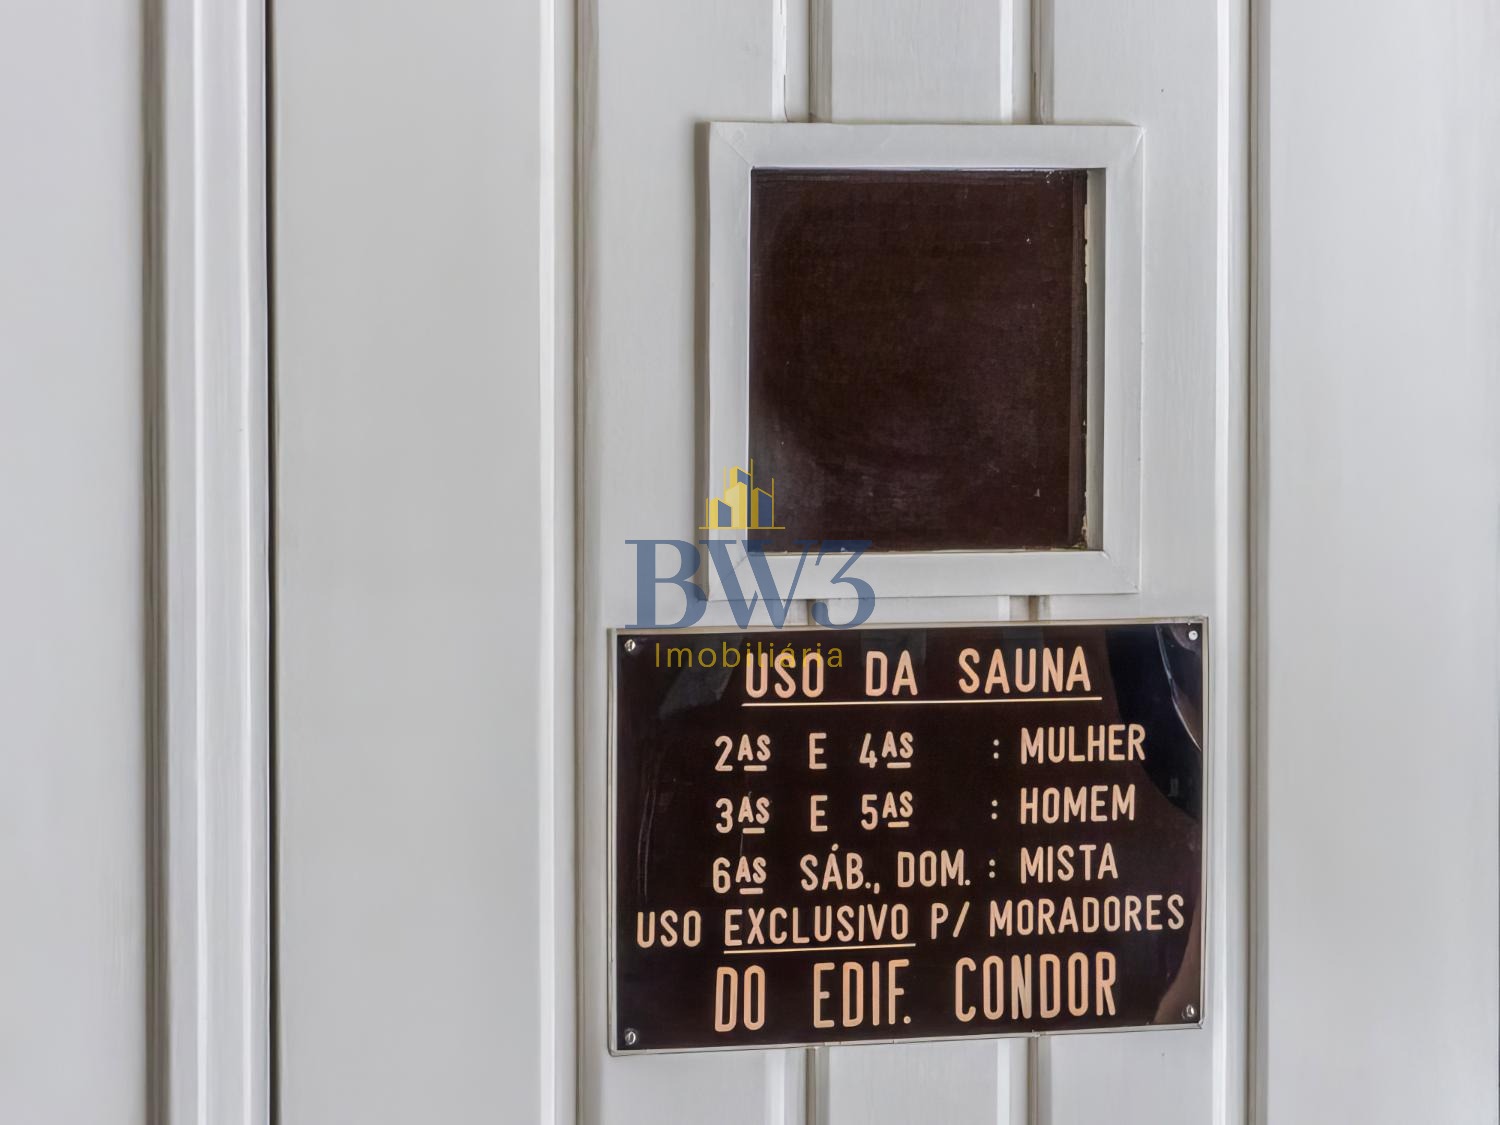 BW3
Imobiliária
USO DA SAUNA
2AS E 4AS : MULHER
3AS E 5AS : HOMEM
6AS SÁB., DOM. : MISTA
USO EXCLUSIVO P/ MORADORES
DO EDIF. CONDOR